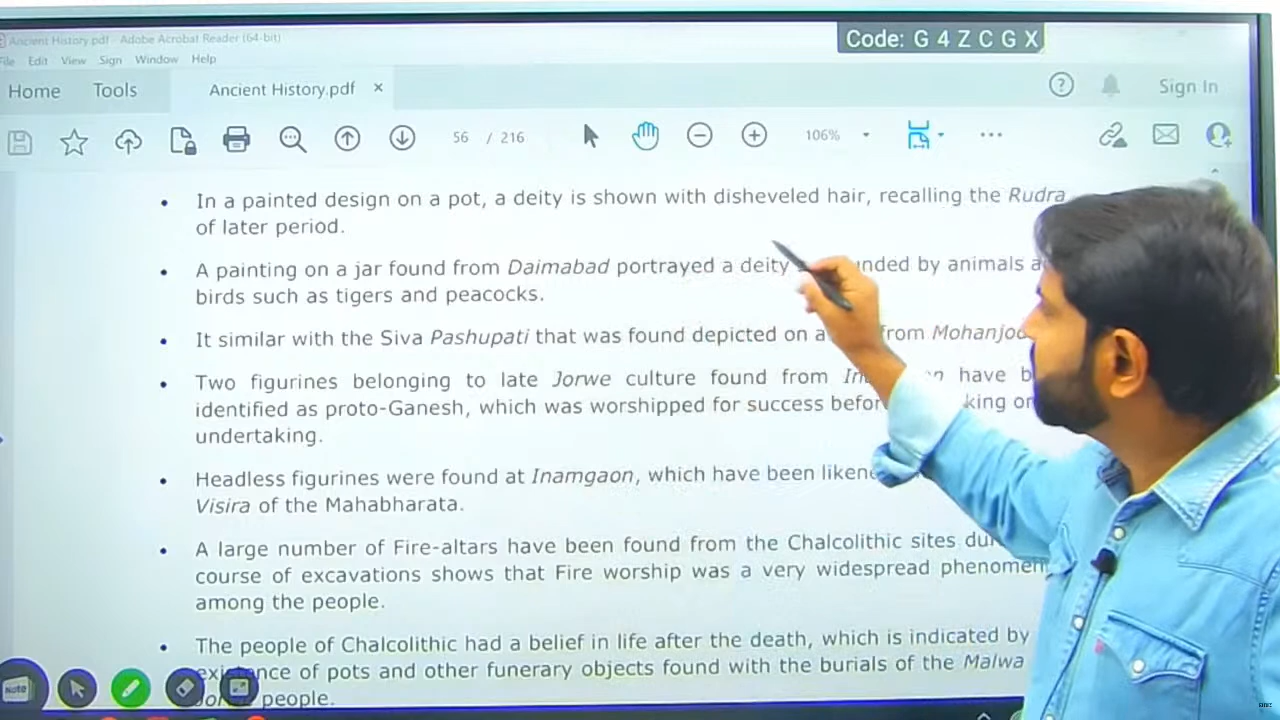 Code: G 4 Z C G X
Ancient History.pdf - Adobe Acrobat Reader (64-bit)
File Edit View Sign Window Help
Home Tools Ancient History.pdf ×
Sign In
56 / 216
106%
• In a painted design on a pot, a deity is shown with disheveled hair, recalling the Rudra
of later period.
• A painting on a jar found from Daimabad portrayed a deity by animals
birds such as tigers and peacocks.
• It similar with the Siva Pashupati that was found depicted on a from
• Two figurines belonging to late Jorwe culture found from have
identified as proto-Ganesh, which was worshipped for success
undertaking.
• Headless figurines were found at Inamgaon, which have been
Visira of the Mahabharata.
• A large number of Fire-altars have been found from the Chalcolithic sites
course of excavations shows that Fire worship was a very widespread
among the people.
• The people of Chalcolithic had a belief in life after the death, which is indicated by
of pots and other funerary objects found with the burials of the Malwa
people.
Note